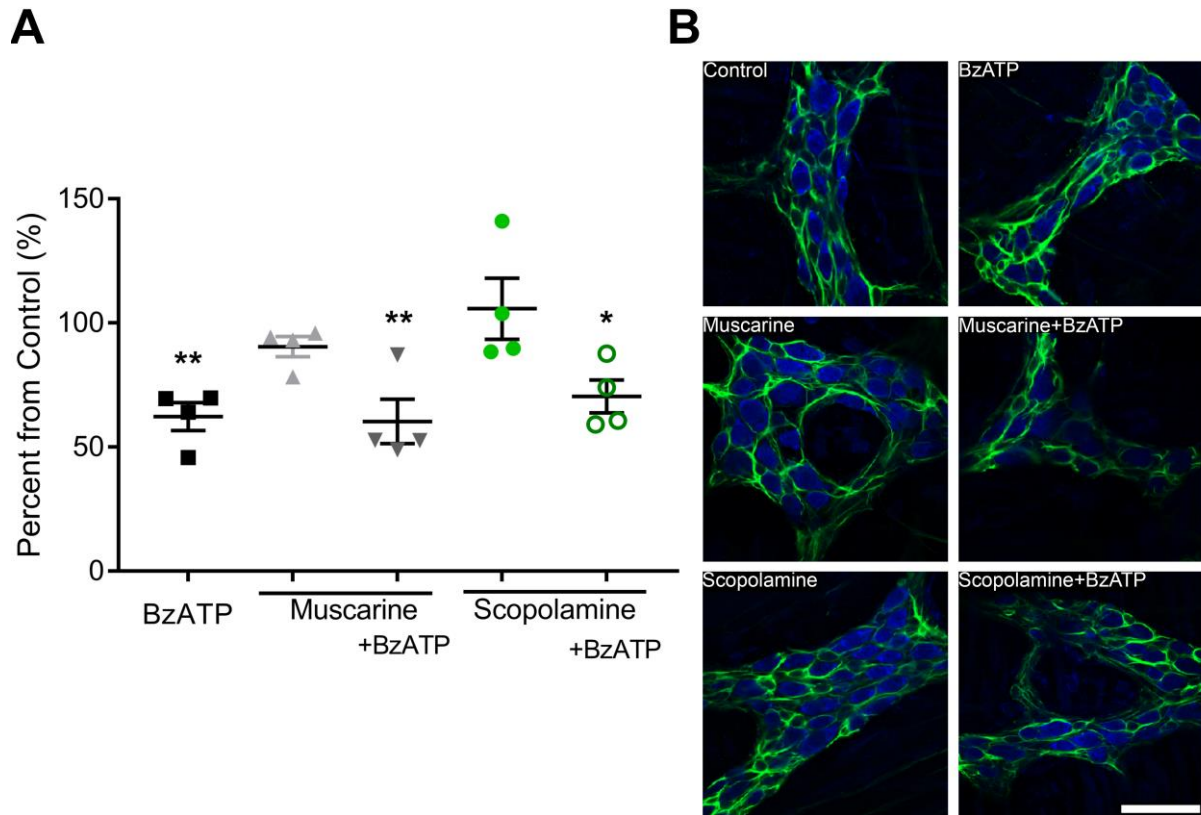 A
Percent from Control (%)
150
100
50
0
**
**
*
BzATP
Muscarine
+BzATP
Scopolamine
+BzATP
B
Control
BzATP
Muscarine
Muscarine+BzATP
Scopolamine
Scopolamine+BzATP